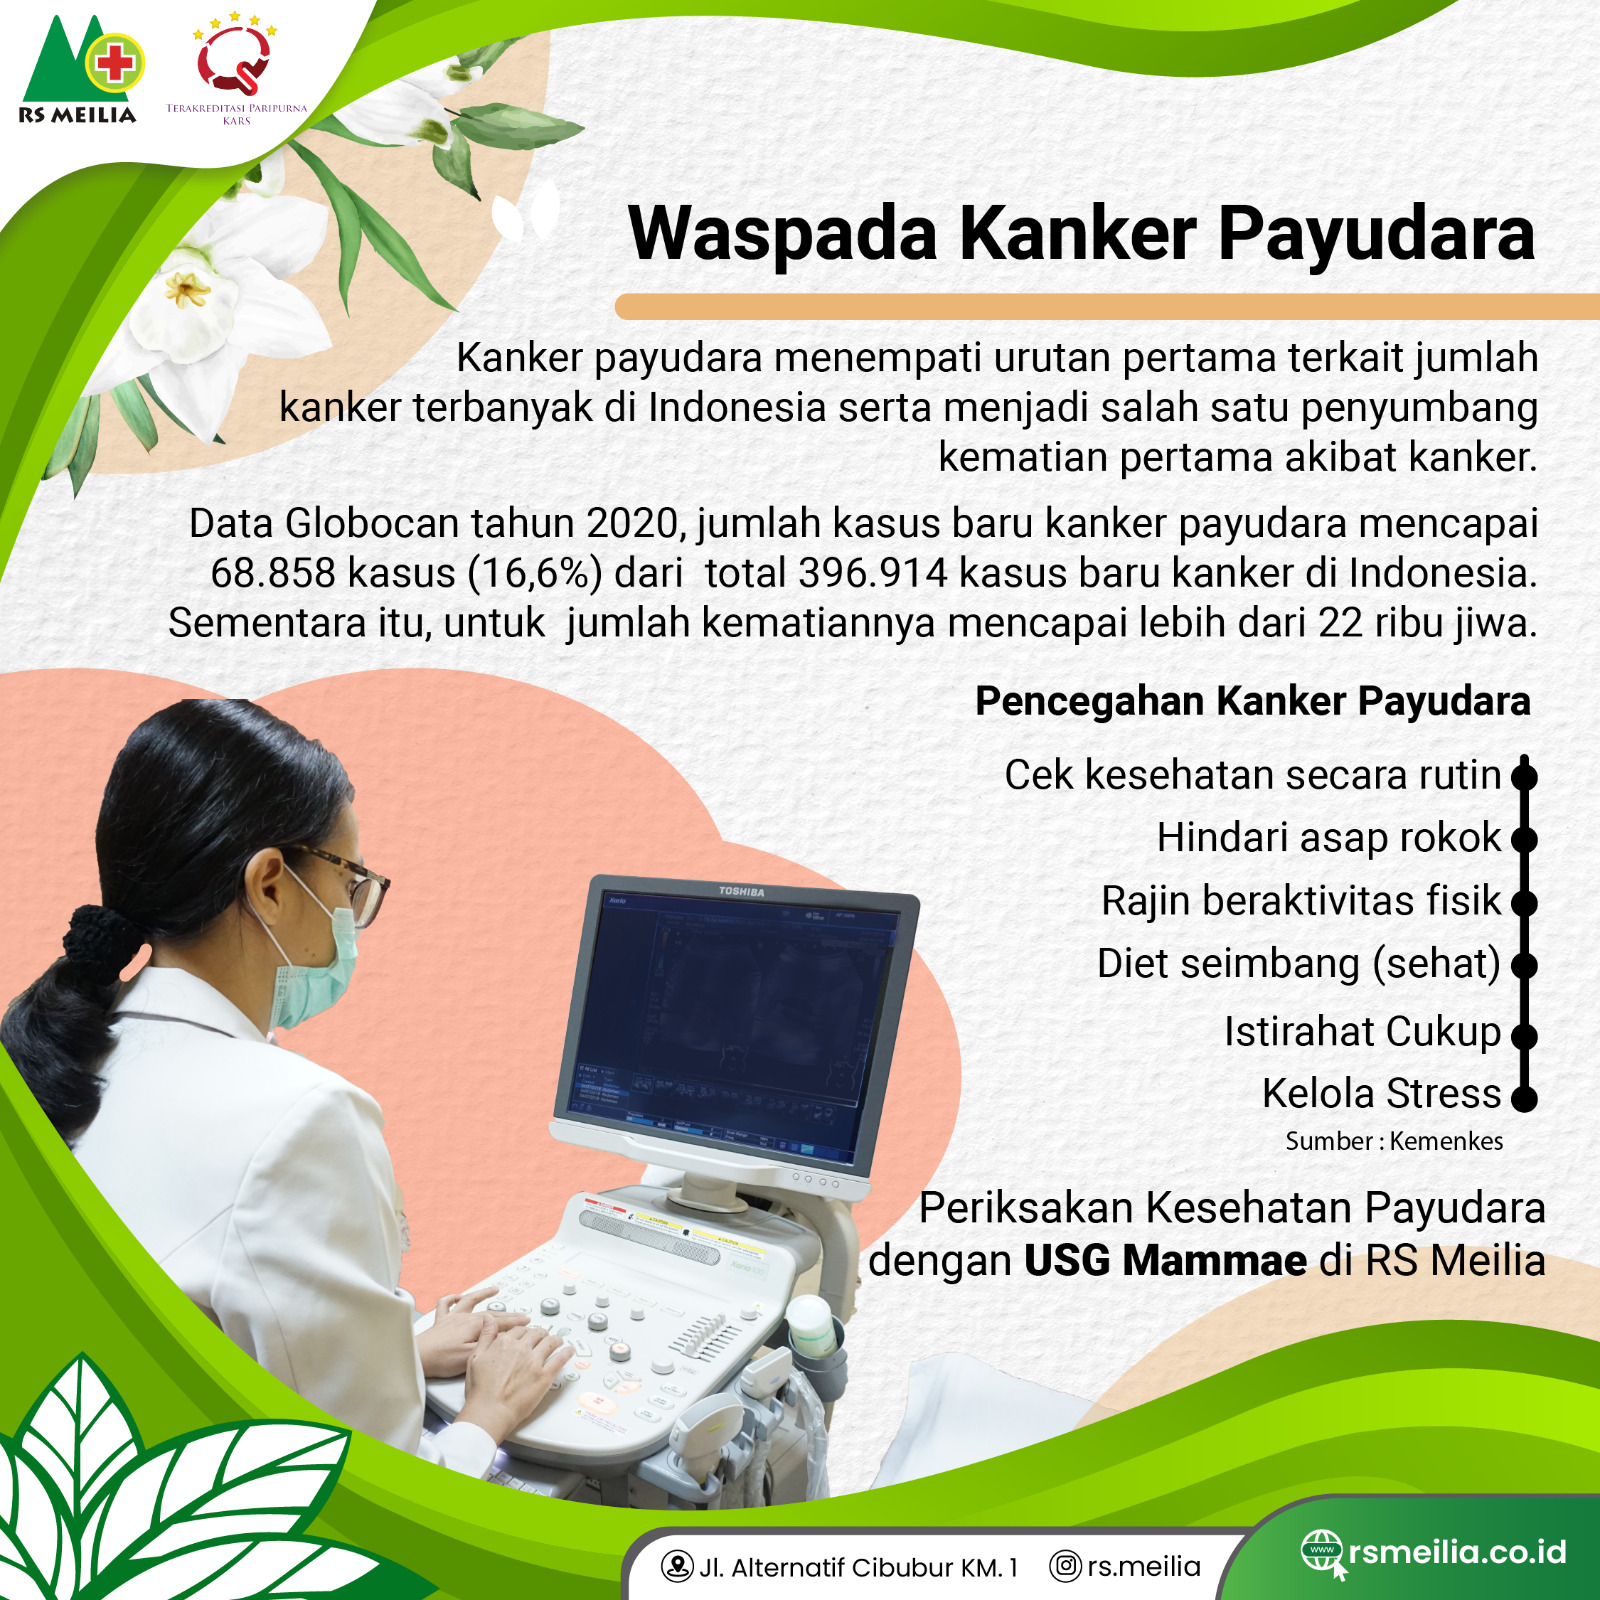 RS MEILIA
TERAKREDITASI PARIPURNA
KARS
Waspada Kanker Payudara
Kanker payudara menempati urutan pertama terkait jumlah
kanker terbanyak di Indonesia serta menjadi salah satu penyumbang
kematian pertama akibat kanker.
Data Globocan tahun 2020, jumlah kasus baru kanker payudara mencapai
68.858 kasus (16,6%) dari  total 396.914 kasus baru kanker di Indonesia.
Sementara itu, untuk  jumlah kematiannya mencapai lebih dari 22 ribu jiwa.
Pencegahan Kanker Payudara
Cek kesehatan secara rutin
Hindari asap rokok
Rajin beraktivitas fisik
Diet seimbang (sehat)
Istirahat Cukup
Kelola Stress
Sumber : Kemenkes
TOSHIBA
Xario
Periksakan Kesehatan Payudara
dengan USG Mammae di RS Meilia
Jl. Alternatif Cibubur KM. 1
rs.meilia
www
rsmeilia.co.id